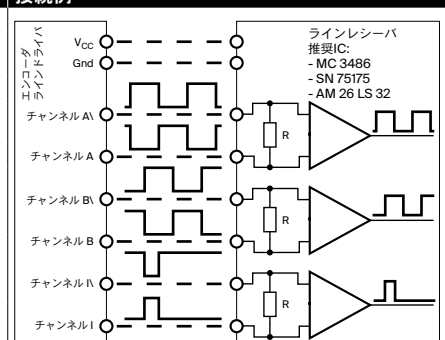 接続例
エンコーダ
ラインドライバ
VCC
Gnd
チャンネル A\
チャンネル A
チャンネル B\
チャンネル B
チャンネル I\
チャンネル I
ラインレシーバ
推奨IC:
- MC 3486
- SN 75175
- AM 26 LS 32
R
R
R